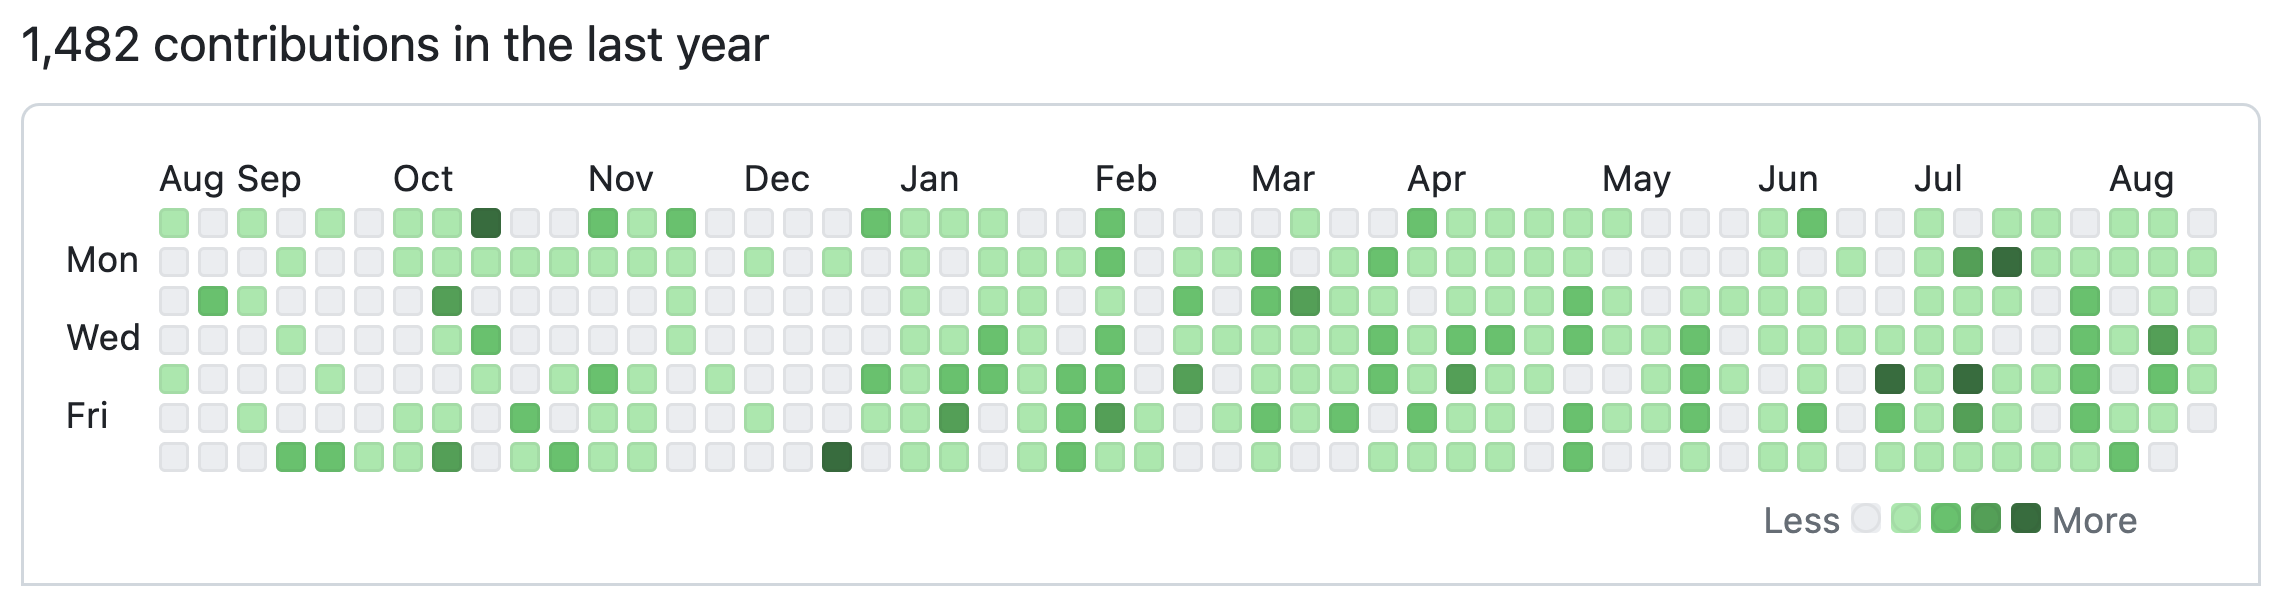 1,482 contributions in the last year
Aug Sep Oct Nov Dec Jan Feb Mar Apr May Jun Jul Aug
Mon
Wed
Fri
Less More